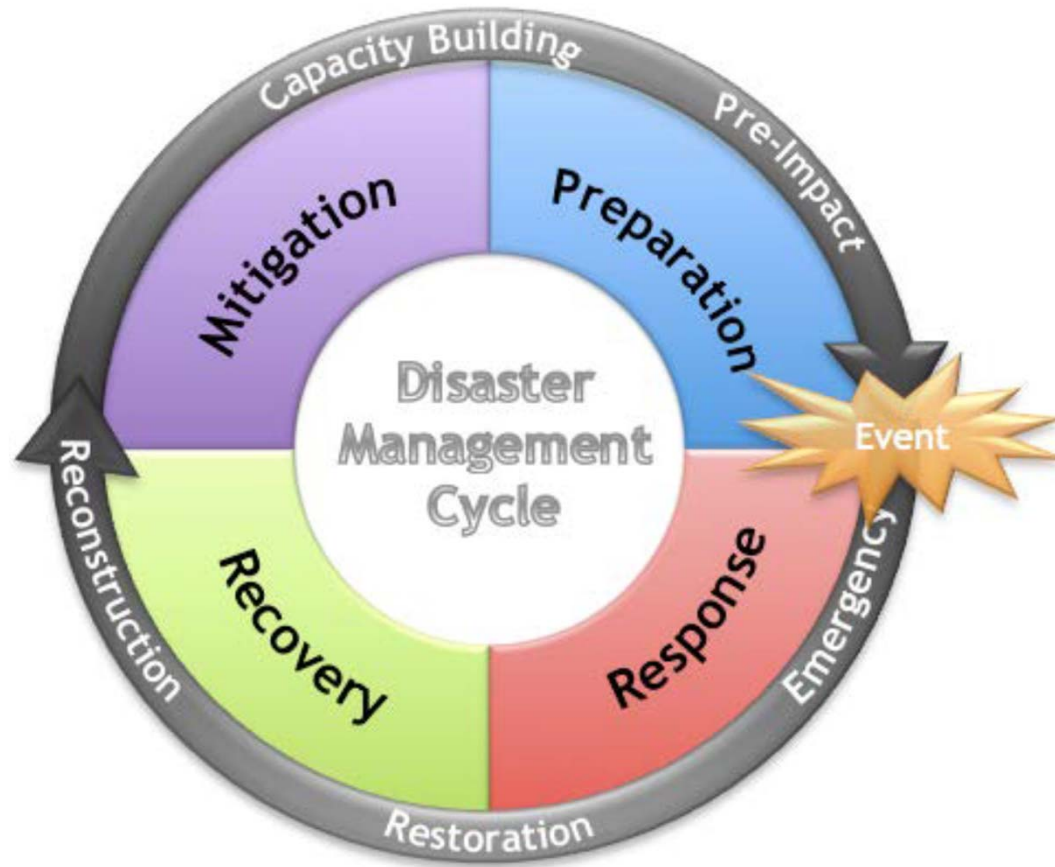 Capacity Building
Pre-Impact
Mitigation
Preparation
Disaster
Management
Cycle
Event
Reconstruction
Recovery
Response
Emergency
Restoration